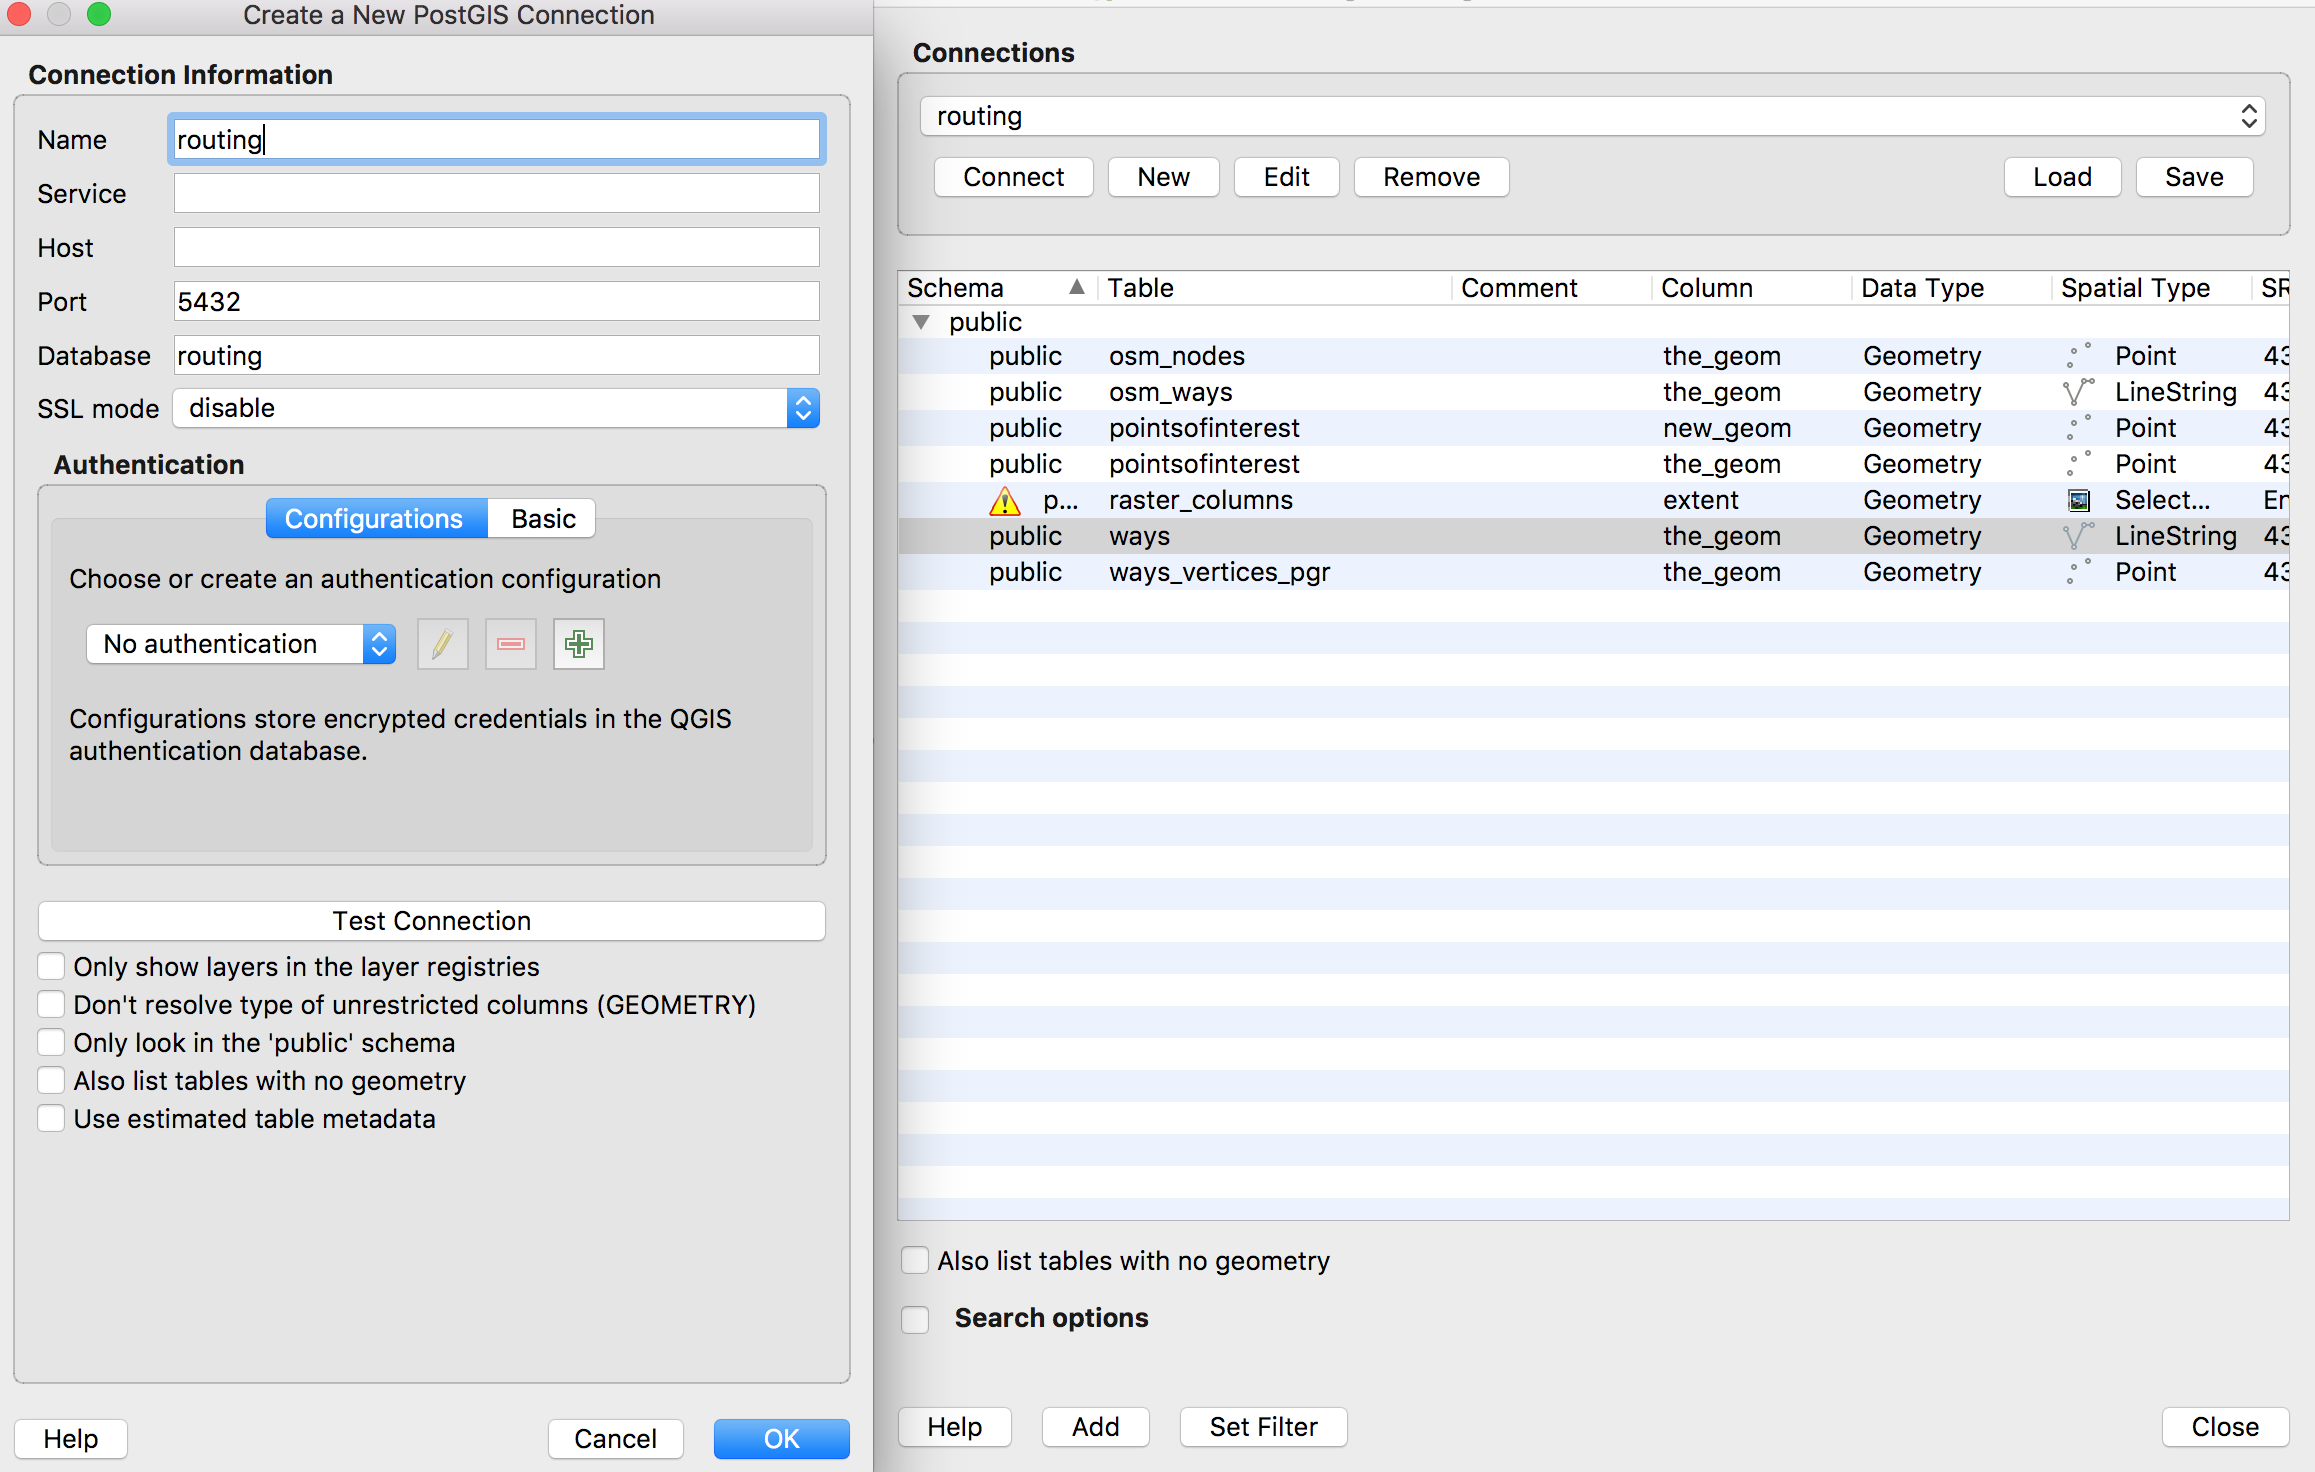 Create a New PostGIS Connection
Connection Information
Name routing
Service
Host
Port 5432
Database routing
SSL mode disable
Authentication
Configurations Basic
Choose or create an authentication configuration
No authentication
Configurations store encrypted credentials in the QGIS
authentication database.
Test Connection
Only show layers in the layer registries
Don't resolve type of unrestricted columns (GEOMETRY)
Only look in the 'public' schema
Also list tables with no geometry
Use estimated table metadata
Help Cancel OK
Connections
routing
Connect New Edit Remove Load Save
Schema Table Comment Column Data Type Spatial Type SR
public
public osm_nodes the_geom Geometry Point 43
public osm_ways the_geom Geometry LineString 43
public pointsofinterest new_geom Geometry Point 43
public pointsofinterest the_geom Geometry Point 43
p... raster_columns extent Geometry Select... En
public ways the_geom Geometry LineString 43
public ways_vertices_pgr the_geom Geometry Point 43
Also list tables with no geometry
Search options
Help Add Set Filter Close